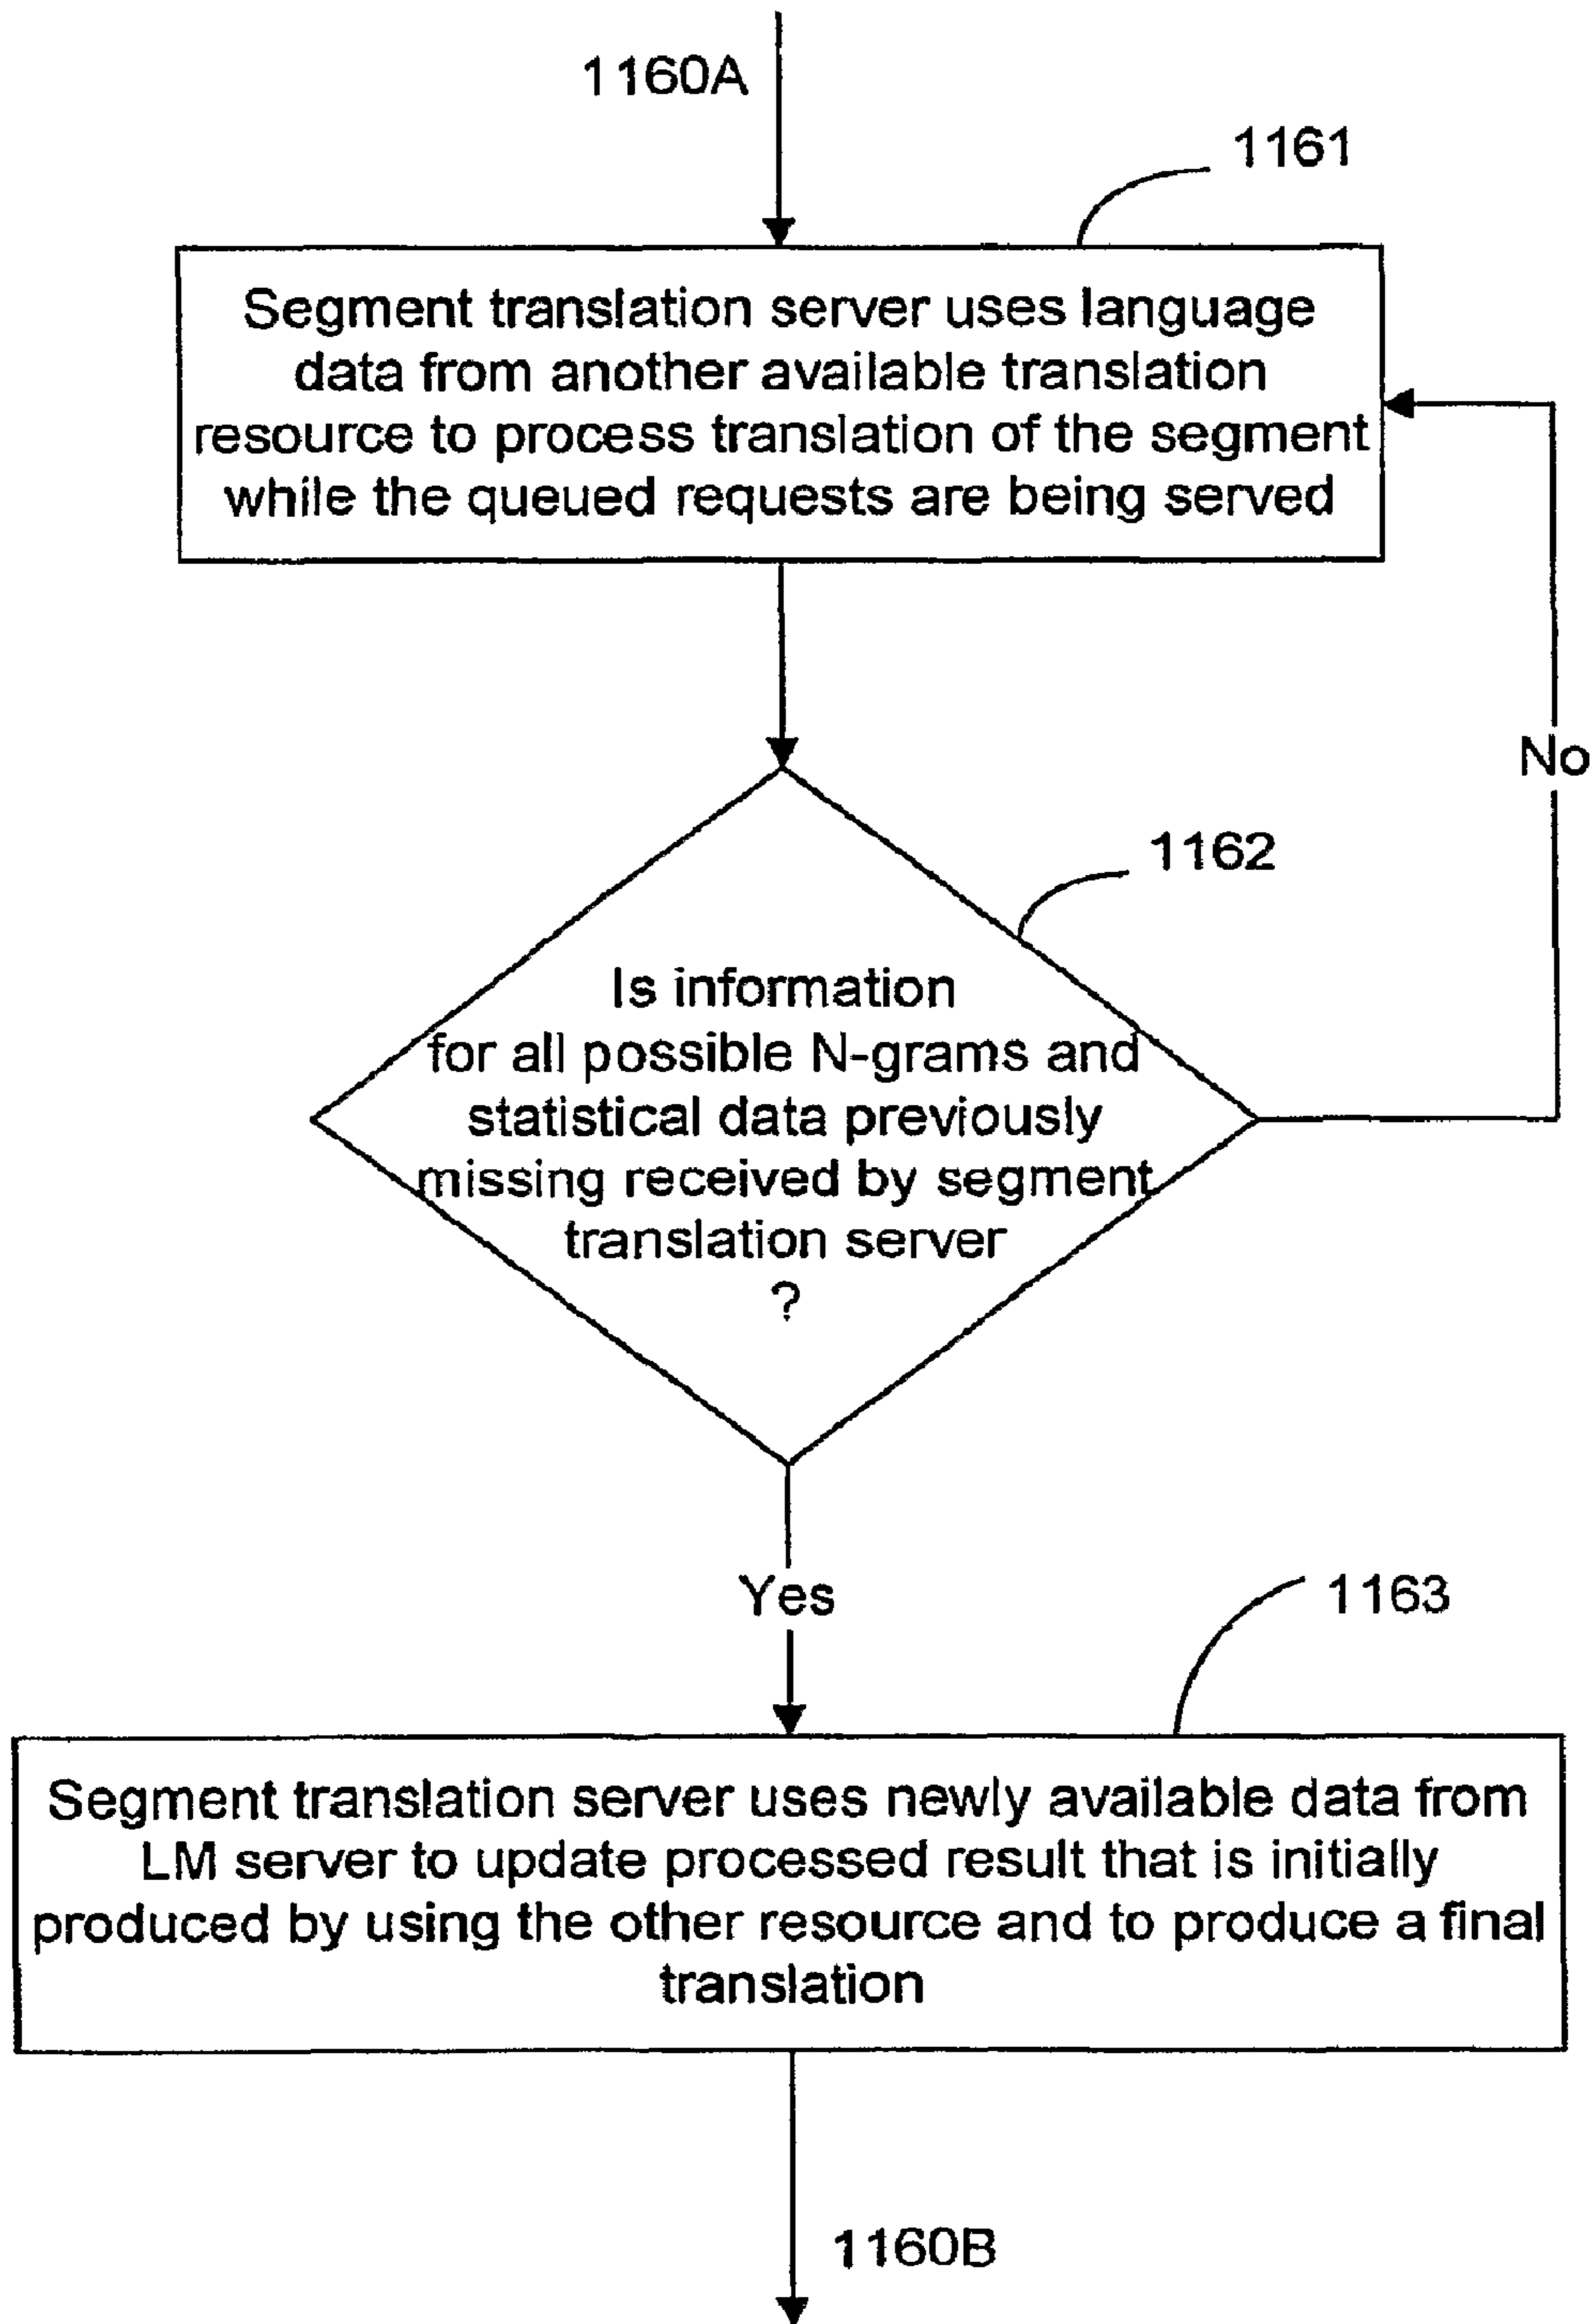 1160A
1161
Segment translation server uses language
data from another available translation
resource to process translation of the segment
while the queued requests are being served
No
1162
Is information
for all possible N-grams and
statistical data previously
missing received by segment
translation server
?
Yes
1163
Segment translation server uses newly available data from
LM server to update processed result that is initially
produced by using the other resource and to produce a final
translation
1160B